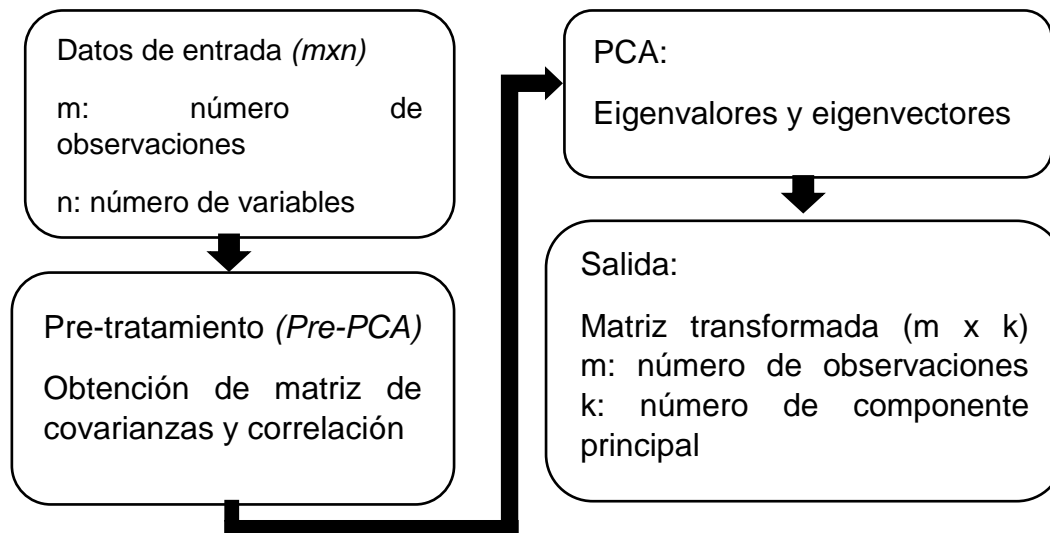 Datos de entrada (mxn)
m: número de
observaciones
n: número de variables
Pre-tratamiento (Pre-PCA)
Obtención de matriz de
covarianzas y correlación
PCA:
Eigenvalores y eigenvectores
Salida:
Matriz transformada (m x k)
m: número de observaciones
k: número de componente
principal